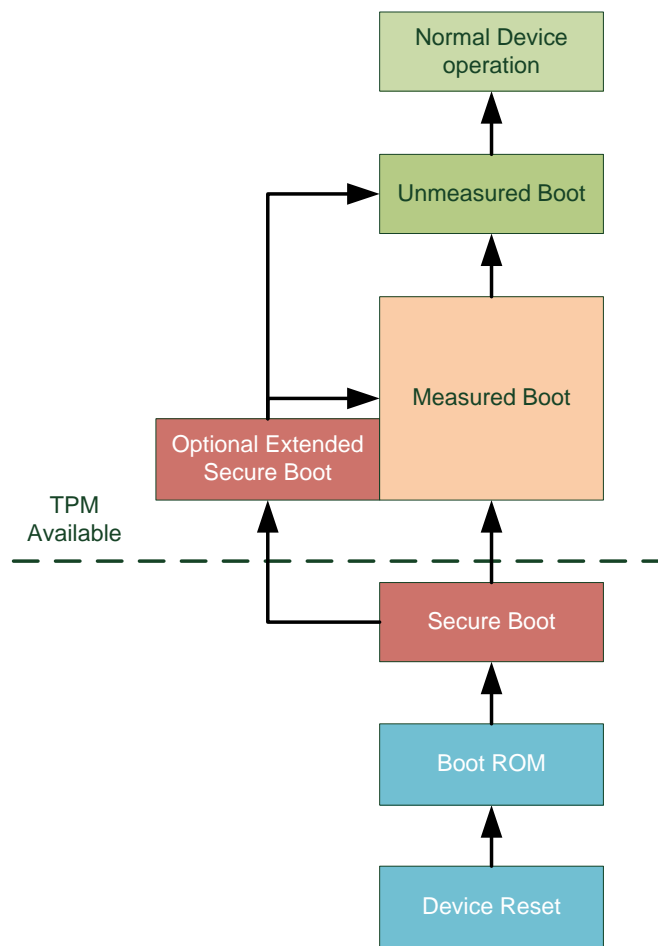 Normal Device
operation
Unmeasured Boot
Measured Boot
Optional Extended
Secure Boot
TPM
Available
Secure Boot
Boot ROM
Device Reset